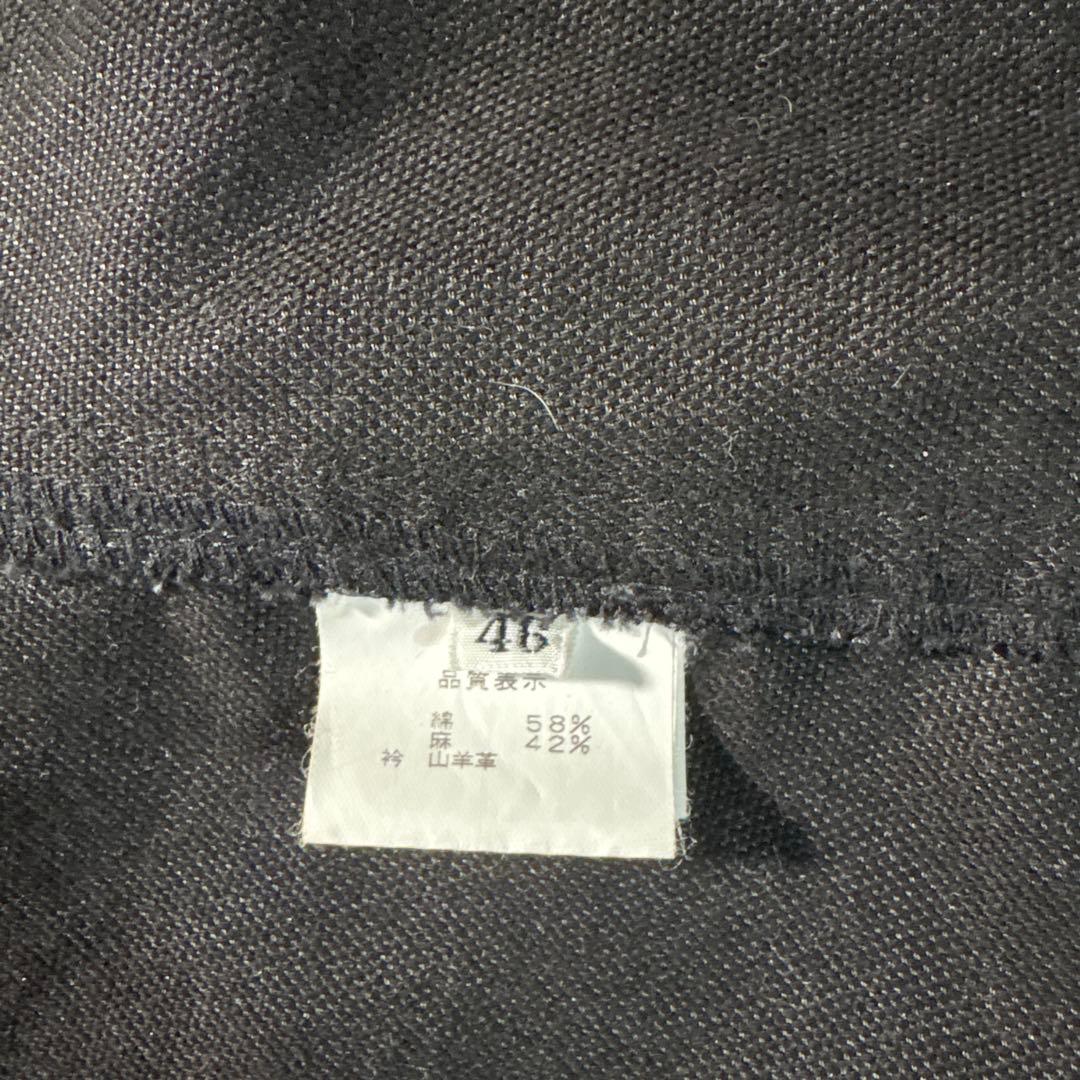 46
品質表示
綿 58%
麻 42%
衿 山羊革